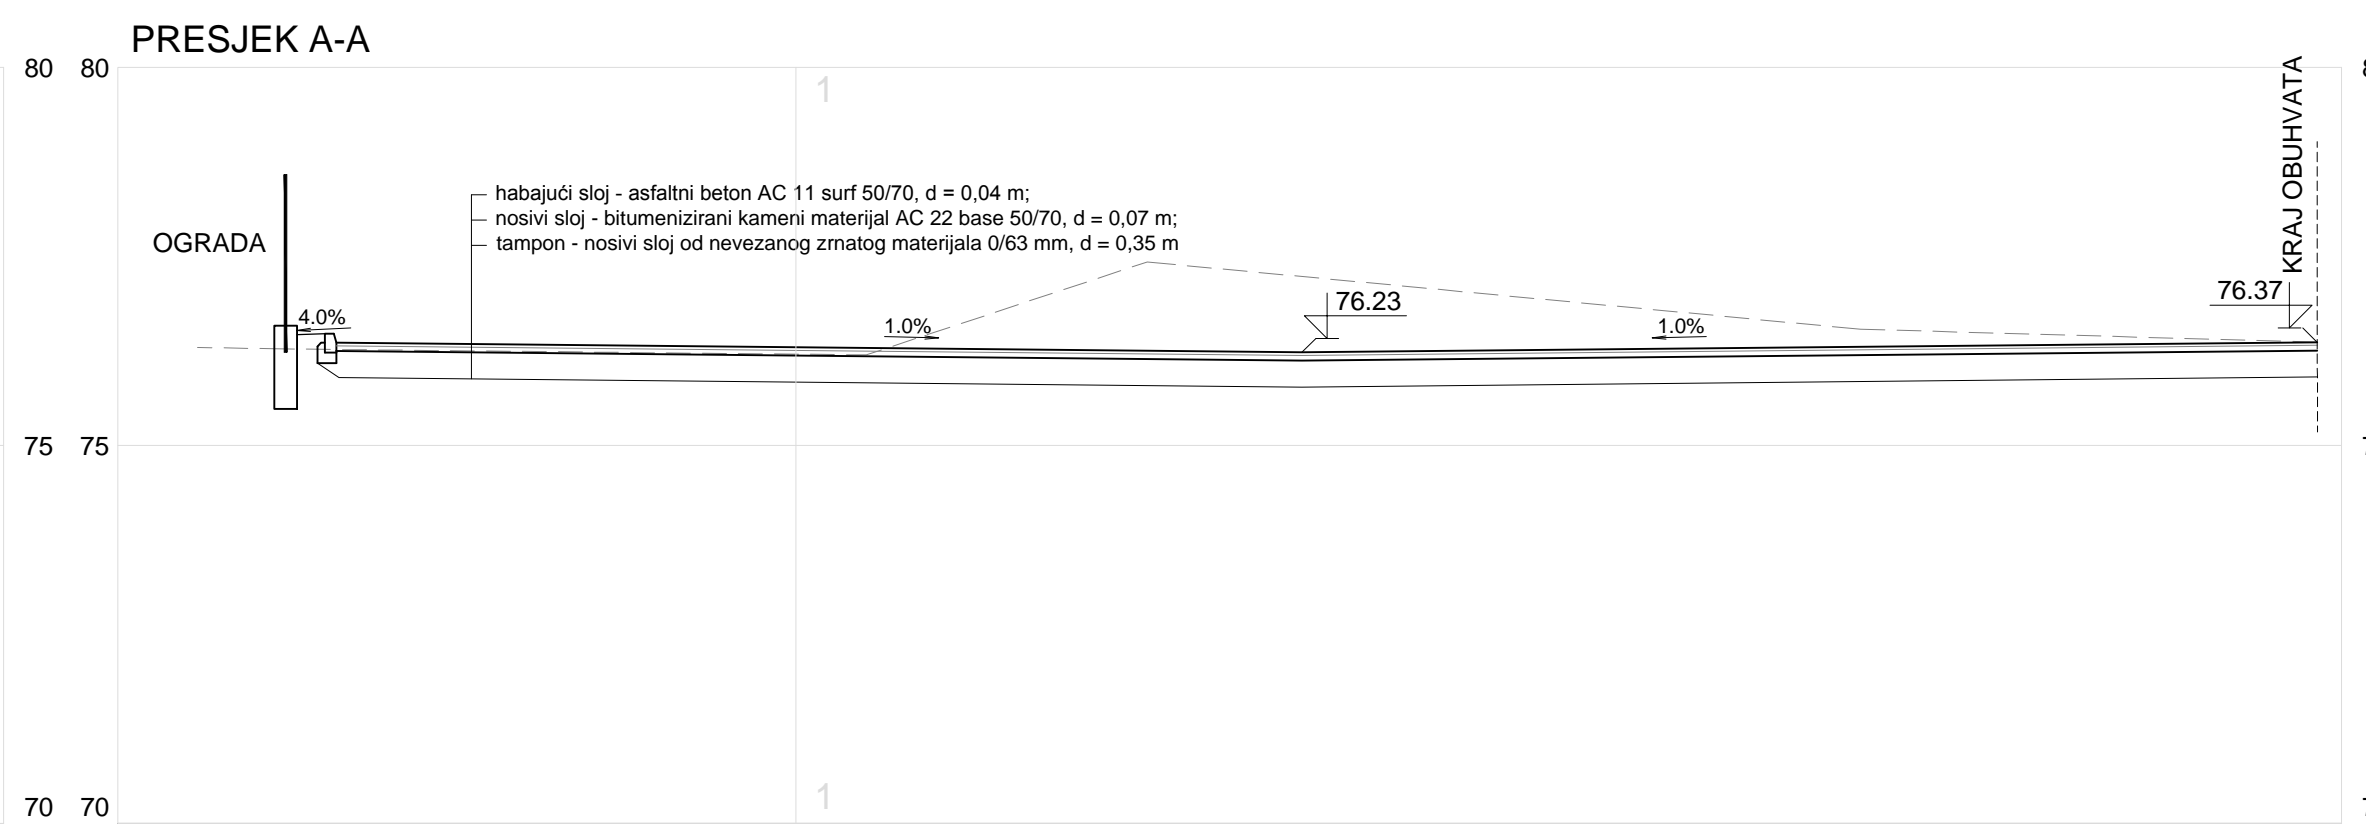 PRESJEK A-A
80 80
1
KRAJ OBUHVATA
habajući sloj - asfaltni beton AC 11 surf 50/70, d = 0,04 m;
nosivi sloj - bitumenizirani kameni materijal AC 22 base 50/70, d = 0,07 m;
tampon - nosivi sloj od nevezanog zrnatog materijala 0/63 mm, d = 0,35 m
OGRADA
76.37
76.23
4.0%
1.0%
1.0%
75 75
1
70 70